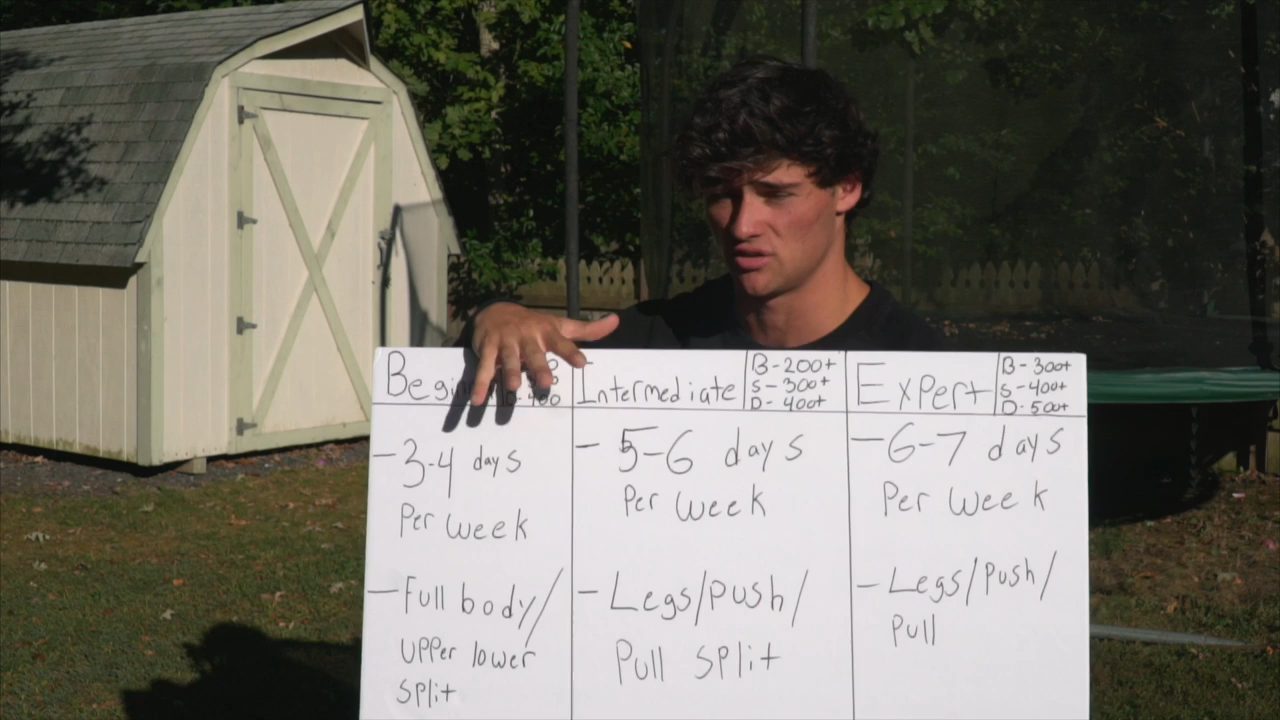 Intermediate
B-200+
S-300+
D-400+
Expert
B-300+
S-400+
D-500+
-3-4 days
Per week
-Full body/
upper lower
split
-5-6 days
Per week
-Legs/push/
Pull split
-6-7 days
Per week
-Legs/push/
Pull